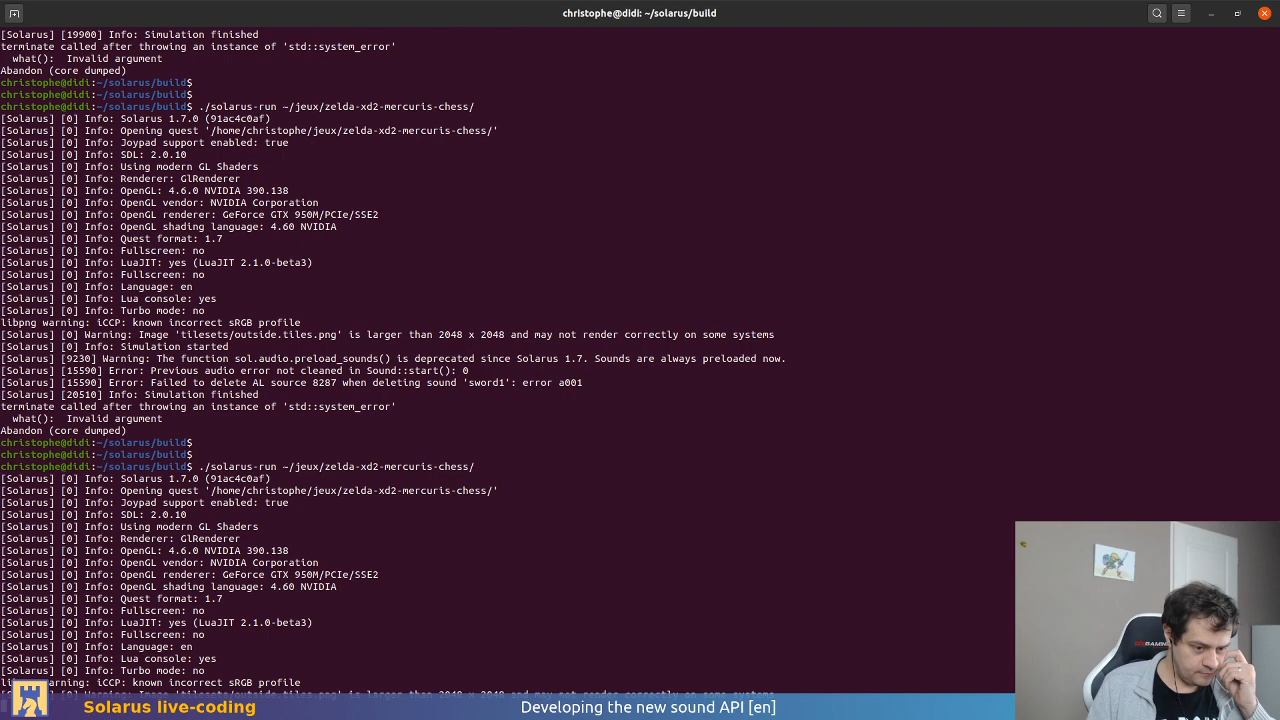 christophe@didi: ~/solarus/build
[Solarus] [19900] Info: Simulation finished
terminate called after throwing an instance of 'std::system_error'
  what():  Invalid argument
Abandon (core dumped)
christophe@didi:~/solarus/build$
christophe@didi:~/solarus/build$
christophe@didi:~/solarus/build$ ./solarus-run ~/jeux/zelda-xd2-mercuris-chess/
[Solarus] [0] Info: Solarus 1.7.0 (91ac4c0af)
[Solarus] [0] Info: Opening quest '/home/christophe/jeux/zelda-xd2-mercuris-chess/'
[Solarus] [0] Info: Joypad support enabled: true
[Solarus] [0] Info: SDL: 2.0.10
[Solarus] [0] Info: Using modern GL Shaders
[Solarus] [0] Info: Renderer: GlRenderer
[Solarus] [0] Info: OpenGL: 4.6.0 NVIDIA 390.138
[Solarus] [0] Info: OpenGL vendor: NVIDIA Corporation
[Solarus] [0] Info: OpenGL renderer: GeForce GTX 950M/PCIe/SSE2
[Solarus] [0] Info: OpenGL shading language: 4.60 NVIDIA
[Solarus] [0] Info: Quest format: 1.7
[Solarus] [0] Info: Fullscreen: no
[Solarus] [0] Info: LuaJIT: yes (LuaJIT 2.1.0-beta3)
[Solarus] [0] Info: Fullscreen: no
[Solarus] [0] Info: Language: en
[Solarus] [0] Info: Lua console: yes
[Solarus] [0] Info: Turbo mode: no
libpng warning: iCCP: known incorrect sRGB profile
[Solarus] [0] Warning: Image 'tilesets/outside.tiles.png' is larger than 2048 x 2048 and may not render correctly on some systems
[Solarus] [0] Info: Simulation started
[Solarus] [9230] Warning: The function sol.audio.preload_sounds() is deprecated since Solarus 1.7. Sounds are always preloaded now.
[Solarus] [15590] Error: Previous audio error not cleaned in Sound::start(): 0
[Solarus] [15590] Error: Failed to delete AL source 8287 when deleting sound 'sword1': error a001
[Solarus] [20510] Info: Simulation finished
terminate called after throwing an instance of 'std::system_error'
  what():  Invalid argument
Abandon (core dumped)
christophe@didi:~/solarus/build$
christophe@didi:~/solarus/build$
christophe@didi:~/solarus/build$ ./solarus-run ~/jeux/zelda-xd2-mercuris-chess/
[Solarus] [0] Info: Solarus 1.7.0 (91ac4c0af)
[Solarus] [0] Info: Opening quest '/home/christophe/jeux/zelda-xd2-mercuris-chess/'
[Solarus] [0] Info: Joypad support enabled: true
[Solarus] [0] Info: SDL: 2.0.10
[Solarus] [0] Info: Using modern GL Shaders
[Solarus] [0] Info: Renderer: GlRenderer
[Solarus] [0] Info: OpenGL: 4.6.0 NVIDIA 390.138
[Solarus] [0] Info: OpenGL vendor: NVIDIA Corporation
[Solarus] [0] Info: OpenGL renderer: GeForce GTX 950M/PCIe/SSE2
[Solarus] [0] Info: OpenGL shading language: 4.60 NVIDIA
[Solarus] [0] Info: Quest format: 1.7
[Solarus] [0] Info: Fullscreen: no
[Solarus] [0] Info: LuaJIT: yes (LuaJIT 2.1.0-beta3)
[Solarus] [0] Info: Fullscreen: no
[Solarus] [0] Info: Language: en
[Solarus] [0] Info: Lua console: yes
[Solarus] [0] Info: Turbo mode: no
warning: iCCP: known incorrect sRGB profile
Warning: Image 'tilesets/outside.tiles.png' is larger than 2048 x 2048 and may not render correctly on some systems
Solarus live-coding
Developing the new sound API [en]